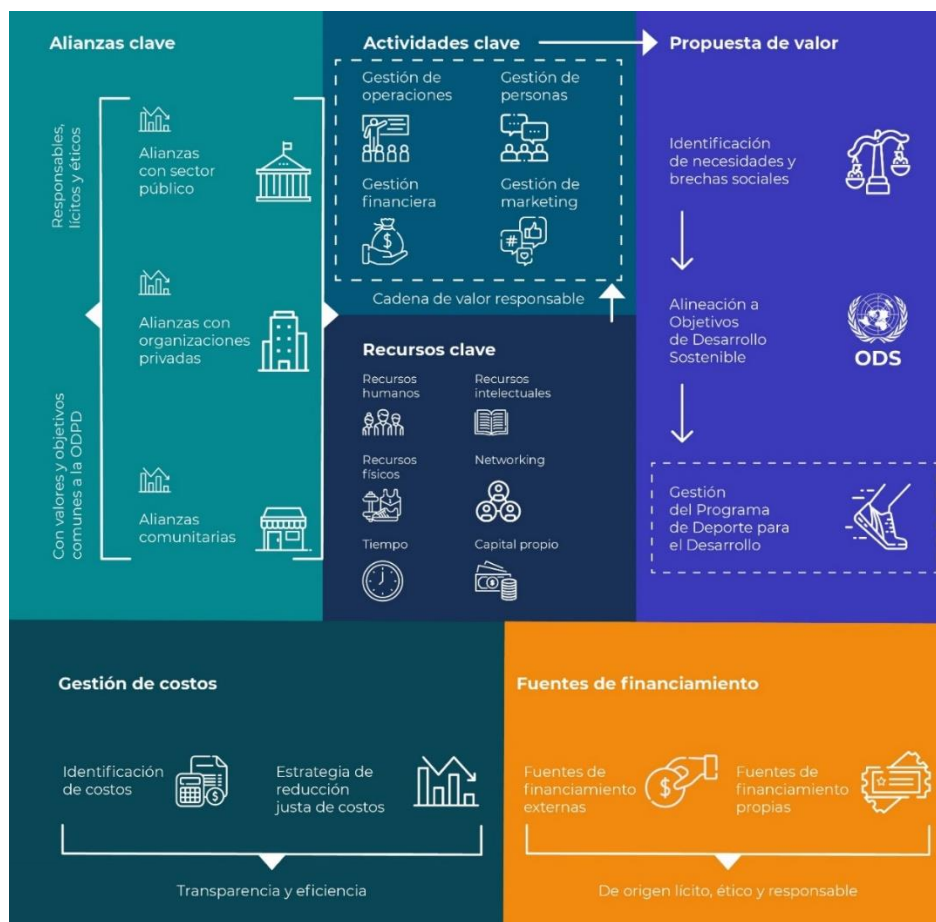 Alianzas clave
Responsables,
lícitos y éticos
Con valores y objetivos
comunes a la ODPD
Alianzas
con sector
público
Alianzas con
organizaciones
privadas
Alianzas
comunitarias
Actividades clave
Gestión de
operaciones
Gestión de
personas
Gestión
financiera
$
Gestión de
marketing
#
Cadena de valor responsable
Recursos clave
Recursos
humanos
Recursos
intelectuales
Recursos
físicos
Networking
Tiempo
Capital propio
Propuesta de valor
Identificación
de necesidades y
brechas sociales
Alineación a
Objetivos
de Desarrollo
Sostenible
ODS
Gestión
del Programa
de Deporte para
el Desarrollo
Gestión de costos
Identificación
de costos
$
Estrategia de
reducción
justa de costos
Transparencia y eficiencia
Fuentes de financiamiento
Fuentes de
financiamiento
externas
$
Fuentes de
financiamiento
propias
De origen lícito, ético y responsable